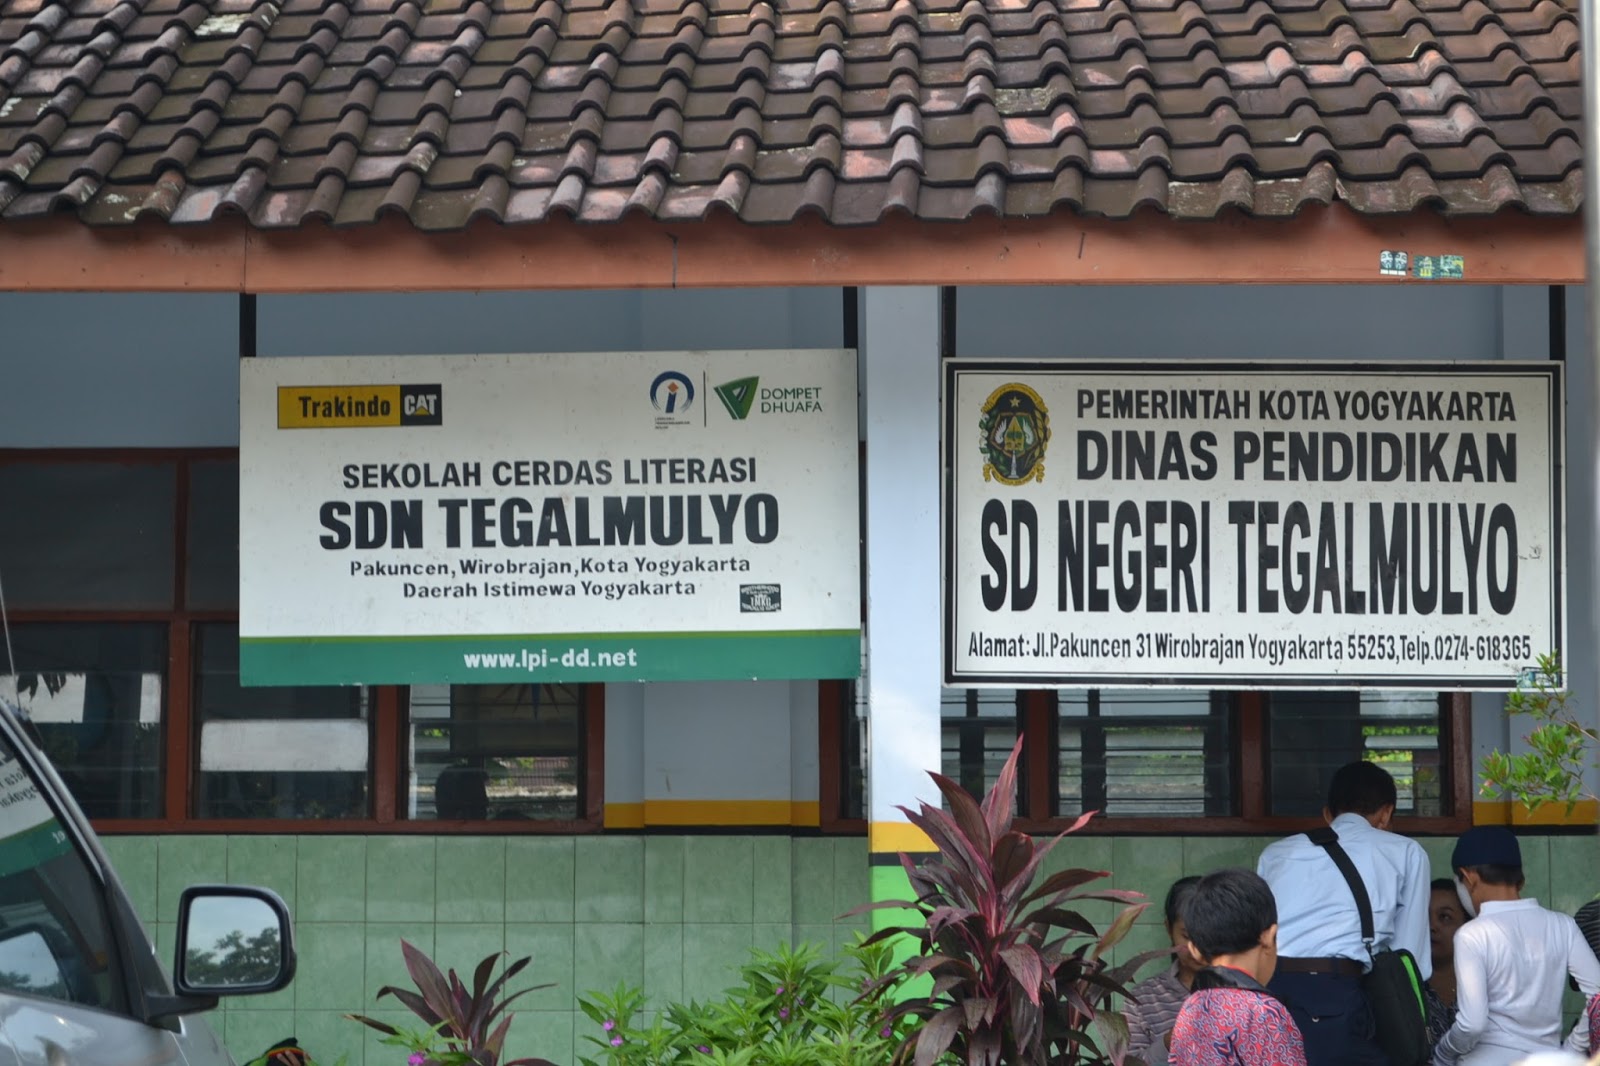 Trakindo CAT
DOMPET
DHUAFA
SEKOLAH CERDAS LITERASI
SDN TEGALMULYO
Pakuncen, Wirobrajan, Kota Yogyakarta
Daerah Istimewa Yogyakarta
www.lpi-dd.net
PEMERINTAH KOTA YOGYAKARTA
DINAS PENDIDIKAN
SD NEGERI TEGALMULYO
Alamat: Jl.Pakuncen 31 Wirobrajan Yogyakarta 55253,Telp.0274-618365